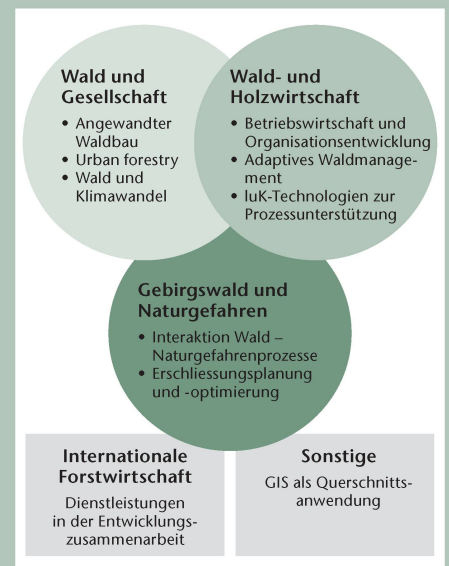 Wald und
Gesellschaft
• Angewandter
Waldbau
• Urban forestry
• Wald und
Klimawandel
Wald- und
Holzwirtschaft
• Betriebswirtschaft und
Organisationsentwicklung
• Adaptives Waldmanage-
ment
• IuK-Technologien zur
Prozessunterstützung
Gebirgswald und
Naturgefahren
• Interaktion Wald –
Naturgefahrenprozesse
• Erschliessungsplanung
und -optimierung
Internationale
Forstwirtschaft
Dienstleistungen
in der Entwicklungs-
zusammenarbeit
Sonstige
GIS als Querschnitts-
anwendung